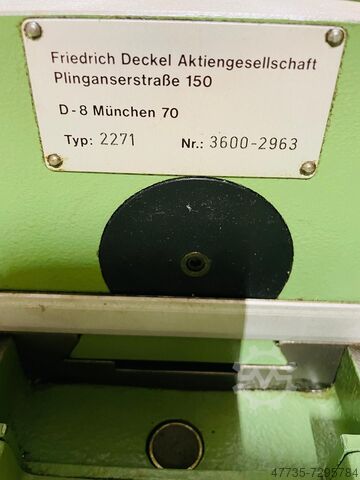 Friedrich Deckel Aktiengesellschaft
Plinganserstraße 150
D-8 München 70
Typ: 2271 Nr.: 3600-2963
47735-7295784